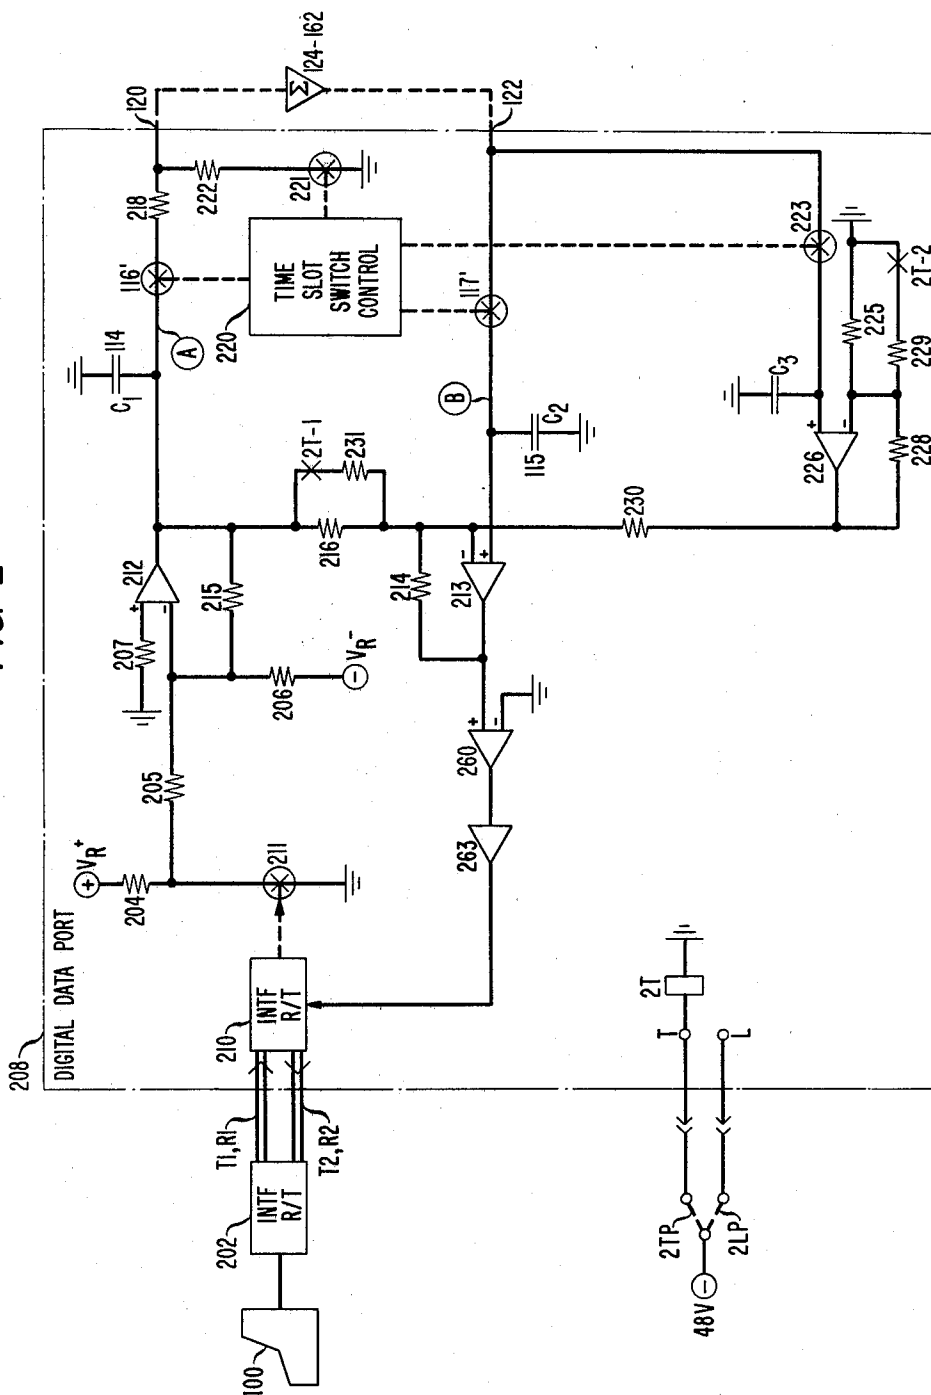 120
124-162
Σ
122
218
222
221
116'
TIME
SLOT
SWITCH
CONTROL
220
117'
223
A
114
C1
B
C2
115
C3
225
2T-2
229
226
228
2T-1
231
216
230
212
+
-
207
215
214
-
+
213
206
- VR-
205
+
-
260
263
+ VR+
204
211
208
DIGITAL DATA PORT
INTF
R/T
210
T1,R1
T2,R2
INTF
R/T
202
100
2T
T
L
2TP
2LP
48V -
+
-